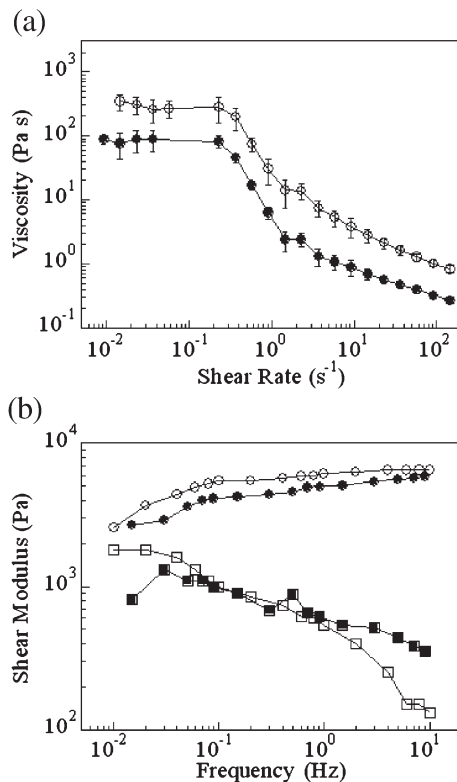 (a)
10³
10²
10¹
10⁰
10⁻¹
Viscosity (Pa s)
10⁻² 10⁻¹ 10⁰ 10¹ 10²
Shear Rate (s⁻¹)
(b)
10⁴
10³
10²
Shear Modulus (Pa)
10⁻² 10⁻¹ 10⁰ 10¹
Frequency (Hz)